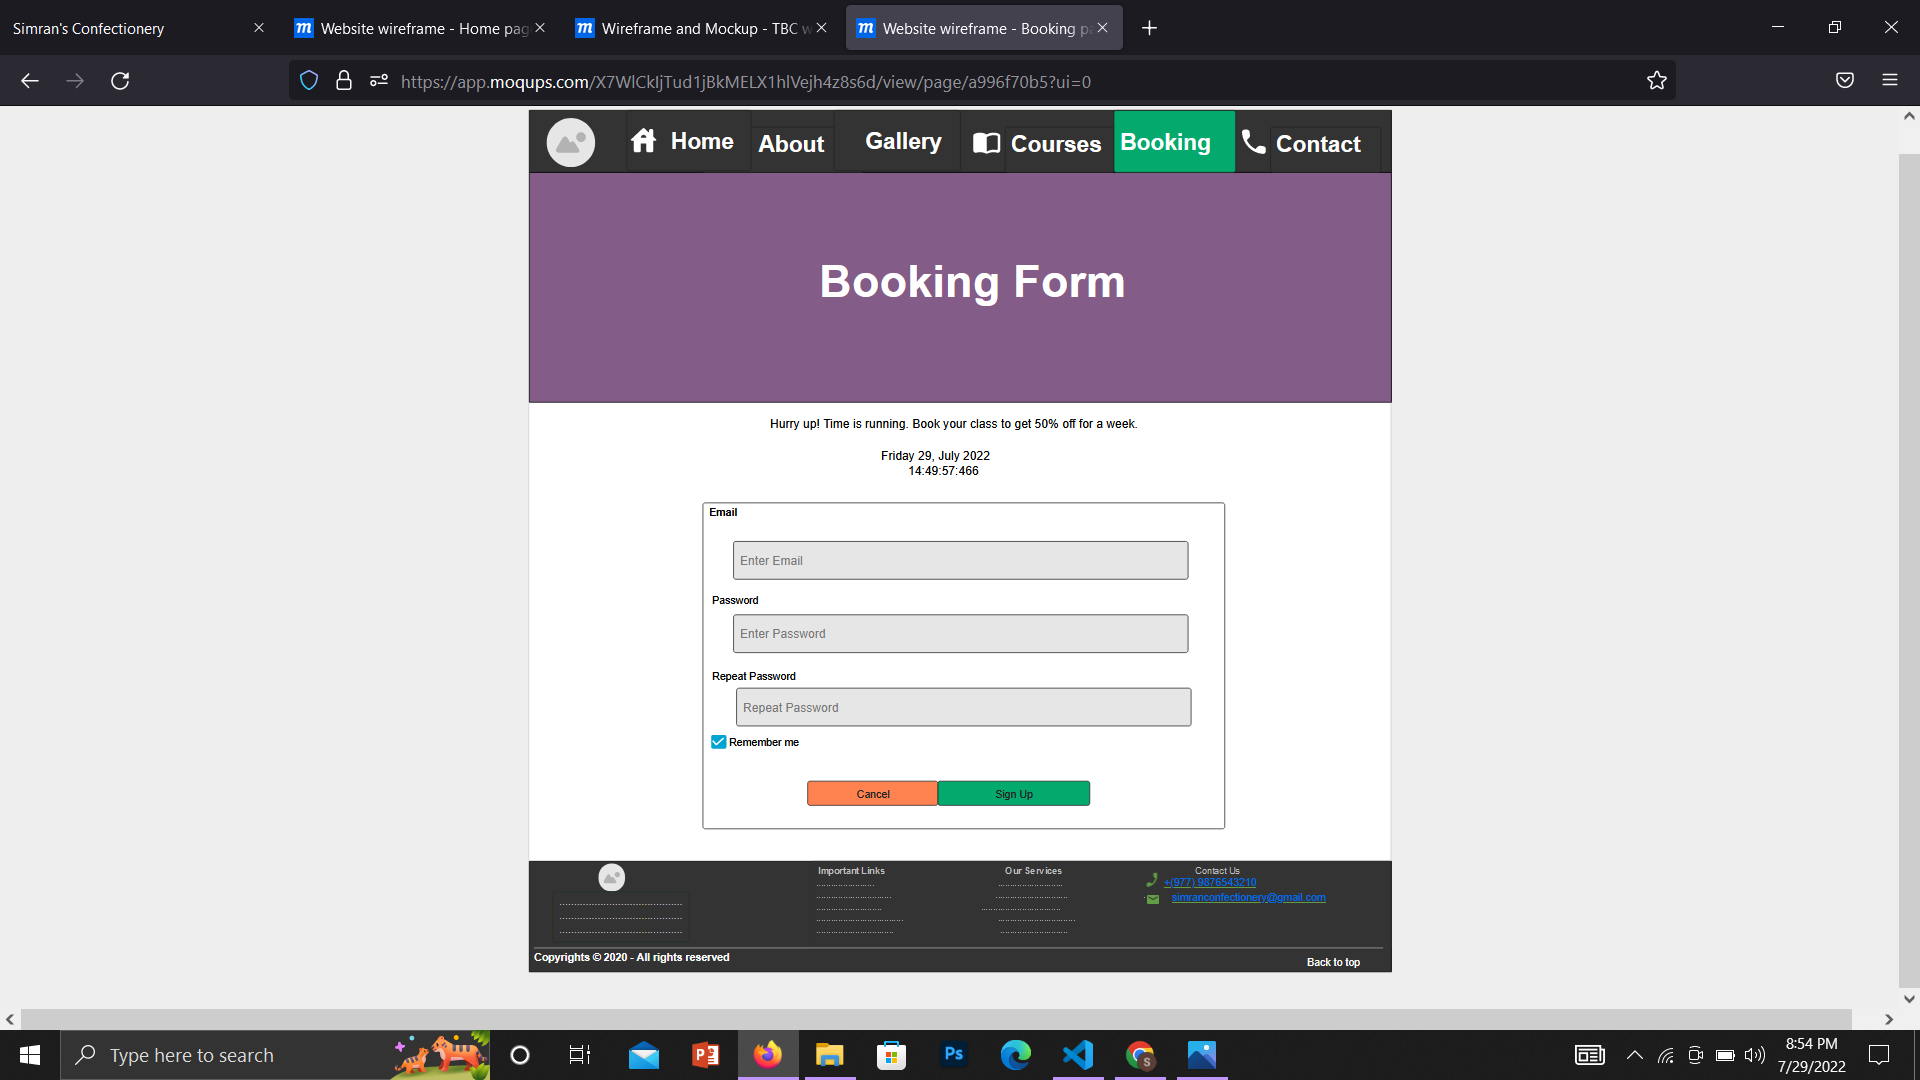 Simran's Confectionery
Website wireframe - Home pag
Wireframe and Mockup - TBC w
Website wireframe - Booking p
https://app.moqups.com/X7WlCkIjTud1jBkMELX1hlVejh4z8s6d/view/page/a996f70b5?ui=0
Home About Gallery Courses Booking Contact
Booking Form
Hurry up! Time is running. Book your class to get 50% off for a week.
Friday 29, July 2022
14:49:57:466
Email
Enter Email
Password
Enter Password
Repeat Password
Repeat Password
Remember me
Cancel Sign Up
Important Links
Our Services
Contact Us
+(977) 9876543210
simranconfectionery@gmail.com
Copyrights © 2020 - All rights reserved
Back to top
Type here to search
Ps
S
8:54 PM
7/29/2022